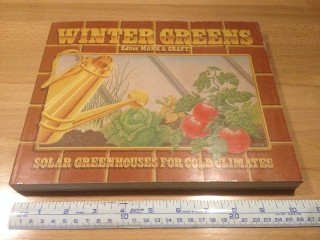 WINTER GREENS
Editor MARK A. CRAFT
SOLAR GREENHOUSES FOR COLD CLIMATES